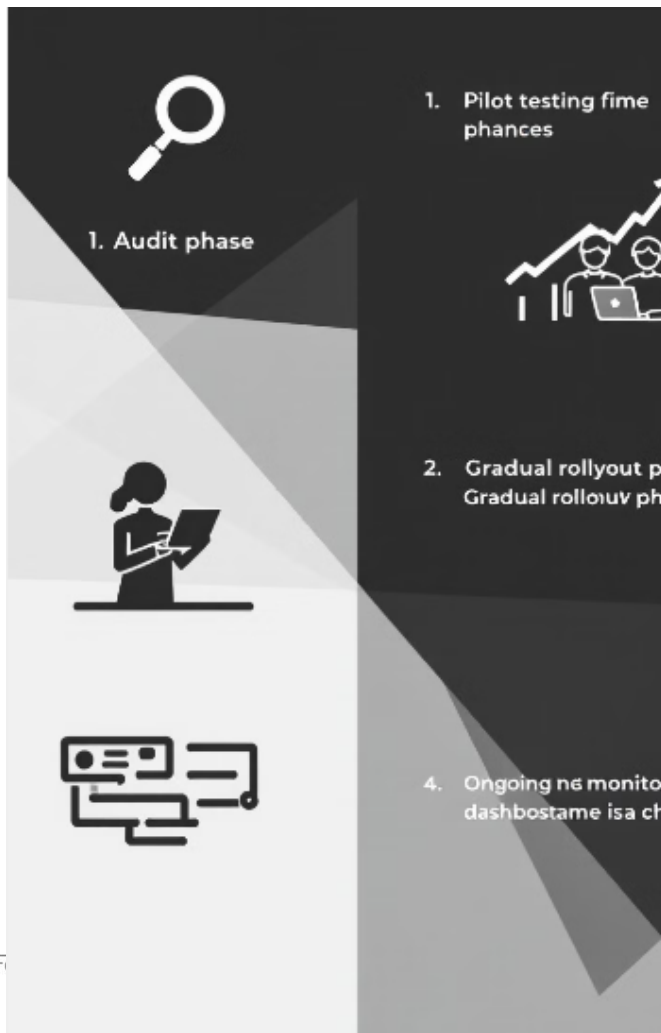 1. Audit phase
1. Pilot testing fime
phances
2. Gradual rollyout p
Gradual rollouv ph
4. Ongoing ne monito
dashbostame isa ch